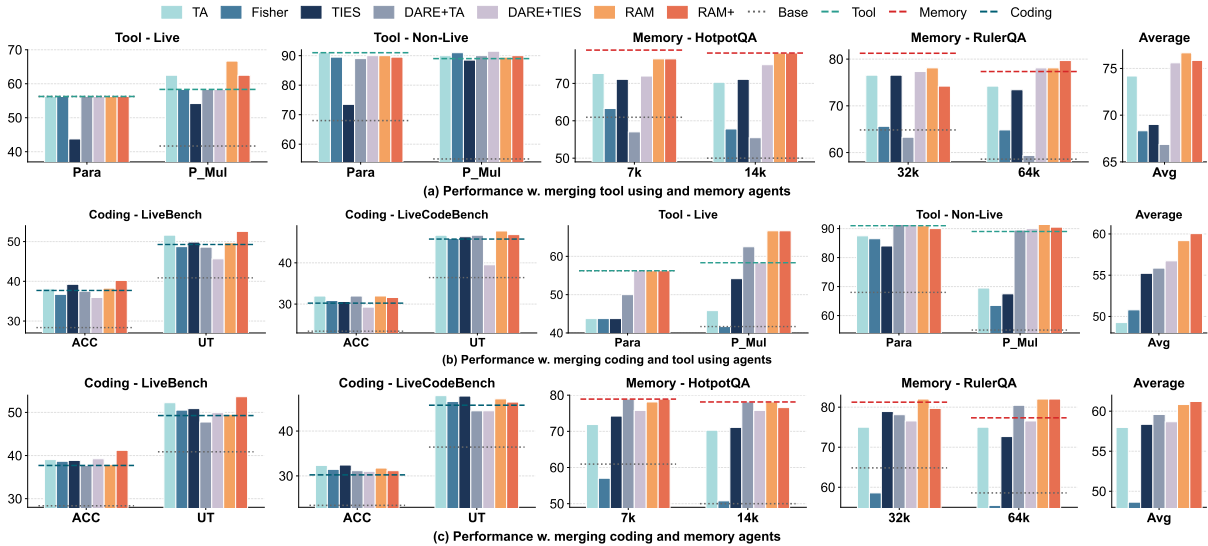 TA Fisher TIES DARE+TA DARE+TIES RAM RAM+ Base Tool Memory Coding
Tool - Live Tool - Non-Live Memory - HotpotQA Memory - RulerQA Average
70
60
50
40
Para P_Mul
90
80
70
60
Para P_Mul
70
60
50
7k 14k
80
70
60
32k 64k
75
70
65
Avg
(a) Performance w. merging tool using and memory agents
Coding - LiveBench Coding - LiveCodeBench Tool - Live Tool - Non-Live Average
50
40
30
ACC UT
40
30
ACC UT
60
50
40
Para P_Mul
90
80
70
60
Para P_Mul
60
55
50
Avg
(b) Performance w. merging coding and tool using agents
Coding - LiveBench Coding - LiveCodeBench Memory - HotpotQA Memory - RulerQA Average
50
40
30
ACC UT
40
30
ACC UT
80
70
60
50
7k 14k
80
70
60
32k 64k
60
55
50
Avg
(c) Performance w. merging coding and memory agents